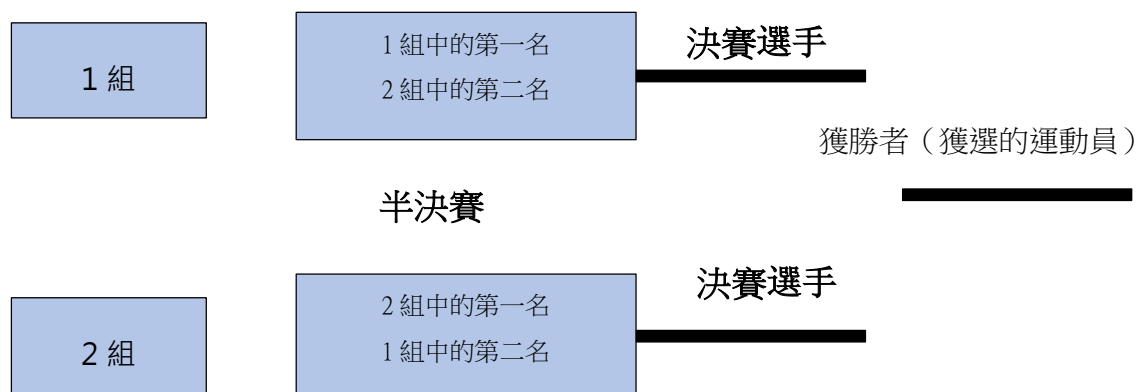 1 組
1 組中的第一名
2 組中的第二名
決賽選手
獲勝者（獲選的運動員）
半決賽
2 組
2 組中的第一名
1 組中的第二名
決賽選手